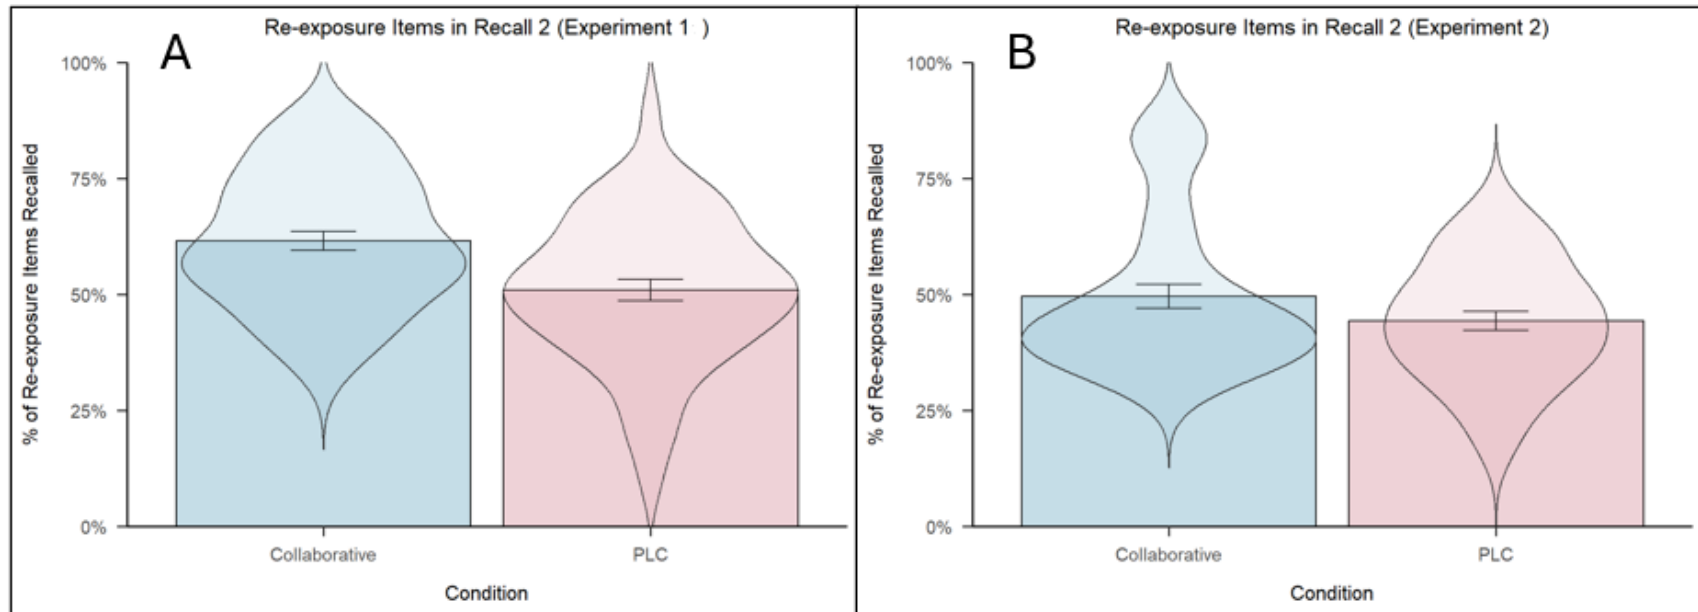 Re-exposure Items in Recall 2 (Experiment 1 )
A
% of Re-exposure Items Recalled
100%
75%
50%
25%
0%
Collaborative PLC
Condition
Re-exposure Items in Recall 2 (Experiment 2)
B
% of Re-exposure Items Recalled
100%
75%
50%
25%
0%
Collaborative PLC
Condition